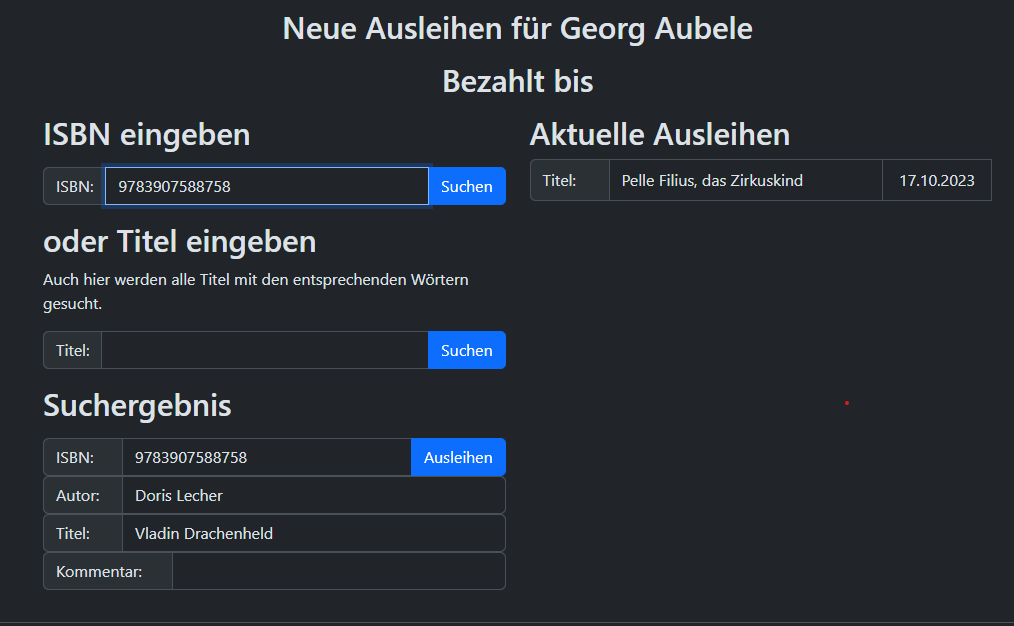 Neue Ausleihen für Georg Aubele
Bezahlt bis
ISBN eingeben
ISBN: 9783907588758 Suchen
oder Titel eingeben
Auch hier werden alle Titel mit den entsprechenden Wörtern
gesucht.
Titel: Suchen
Suchergebnis
ISBN: 9783907588758 Ausleihen
Autor: Doris Lecher
Titel: Vladin Drachenheld
Kommentar:
Aktuelle Ausleihen
Titel: Pelle Filius, das Zirkuskind 17.10.2023